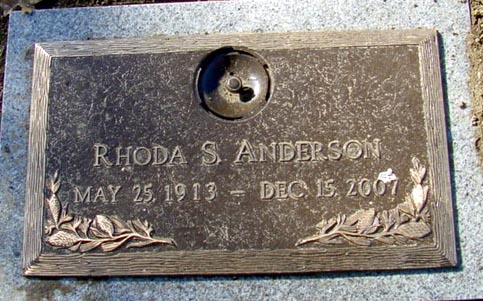 RHODA S. ANDERSON
MAY 25, 1913 – DEC. 15, 2007